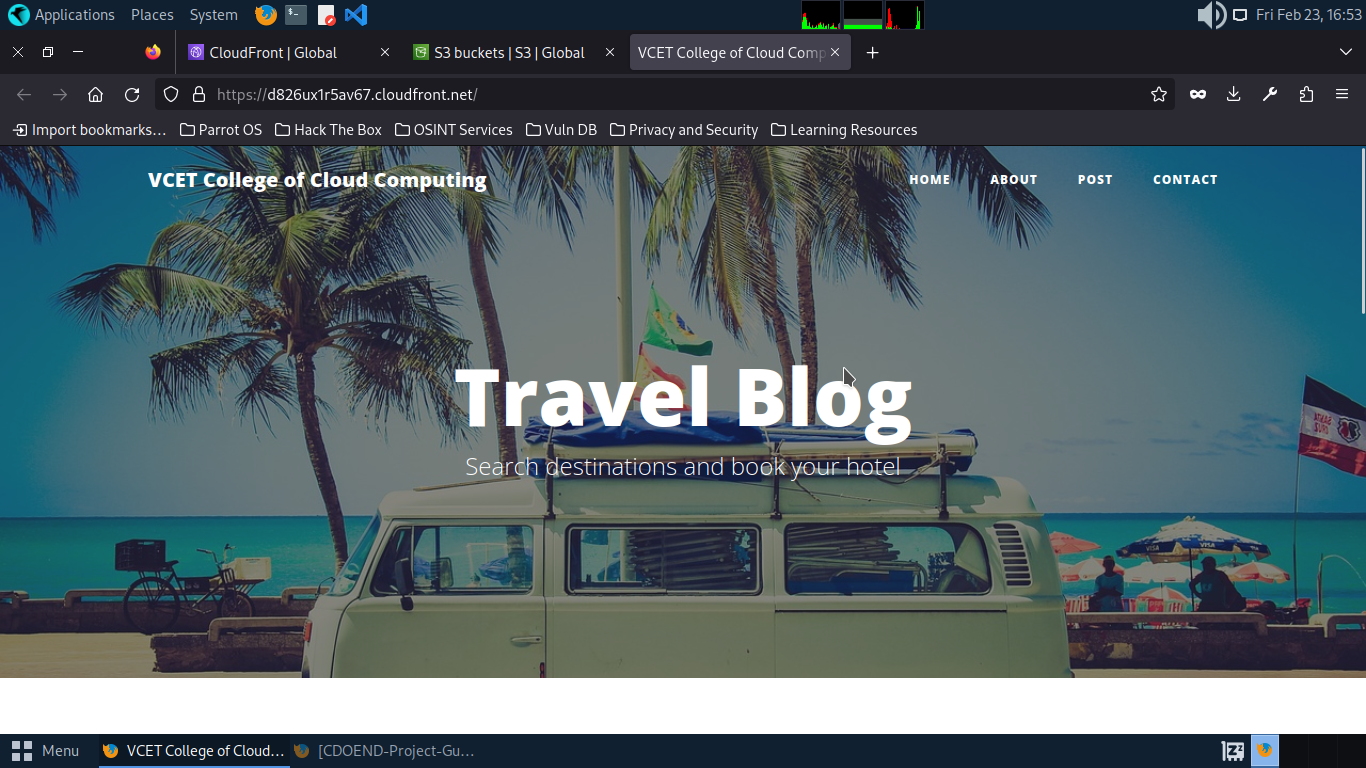 Applications Places System Fri Feb 23, 16:53
CloudFront | Global S3 buckets | S3 | Global VCET College of Cloud Comp
https://d826ux1r5av67.cloudfront.net/
Import bookmarks... Parrot OS Hack The Box OSINT Services Vuln DB Privacy and Security Learning Resources
VCET College of Cloud Computing HOME ABOUT POST CONTACT
Travel Blog
Search destinations and book your hotel
VISA VISA
Menu VCET College of Cloud... [CDOEND-Project-Gu...